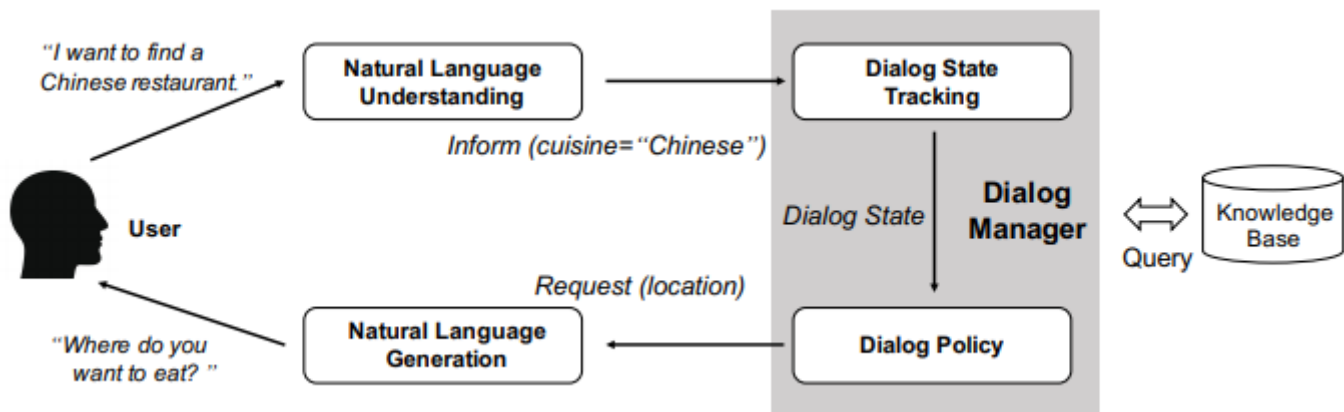 “I want to find a
Chinese restaurant.”
Natural Language
Understanding
Dialog State
Tracking
Inform (cuisine=“Chinese”)
User
Dialog State
Dialog
Manager
Query
Knowledge
Base
Request (location)
“Where do you
want to eat? ”
Natural Language
Generation
Dialog Policy